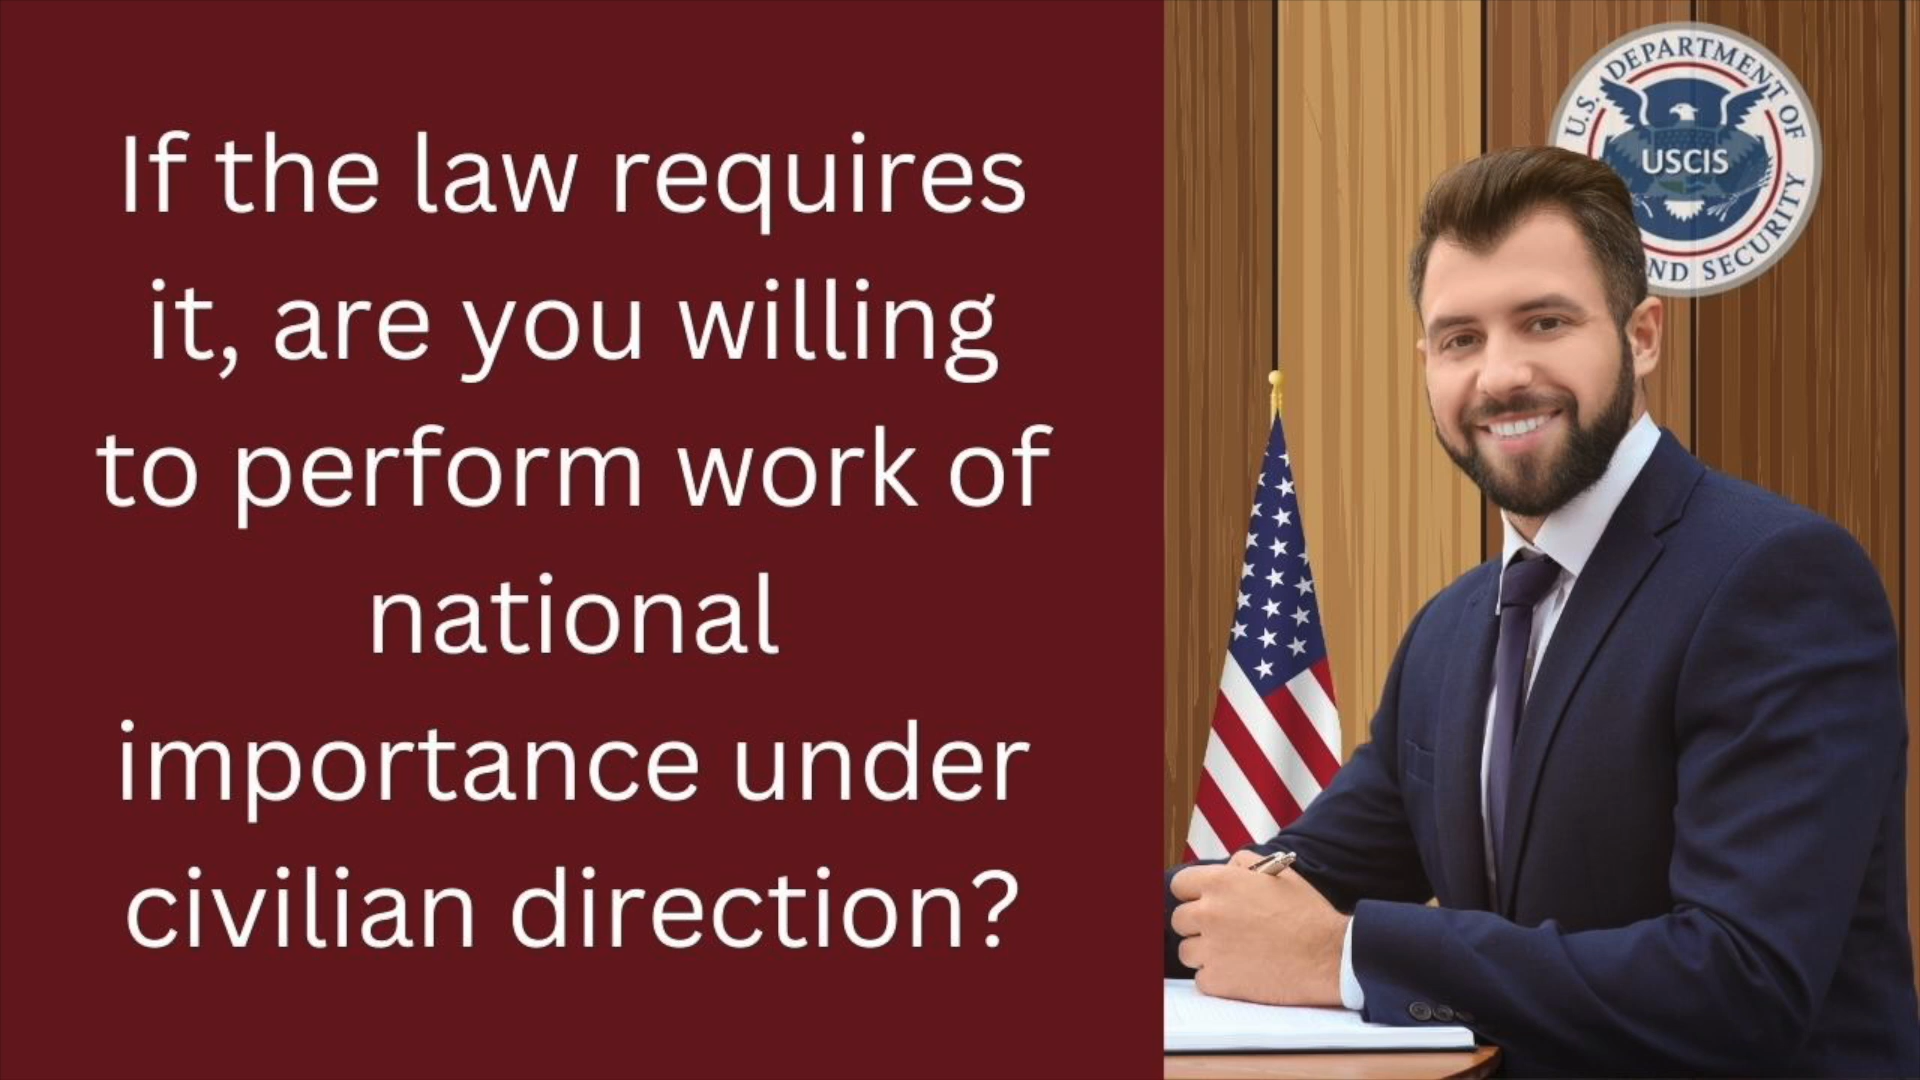 If the law requires
it, are you willing
to perform work of
national
importance under
civilian direction?
U.S. DEPARTMENT OF
USCIS
ND SECURITY